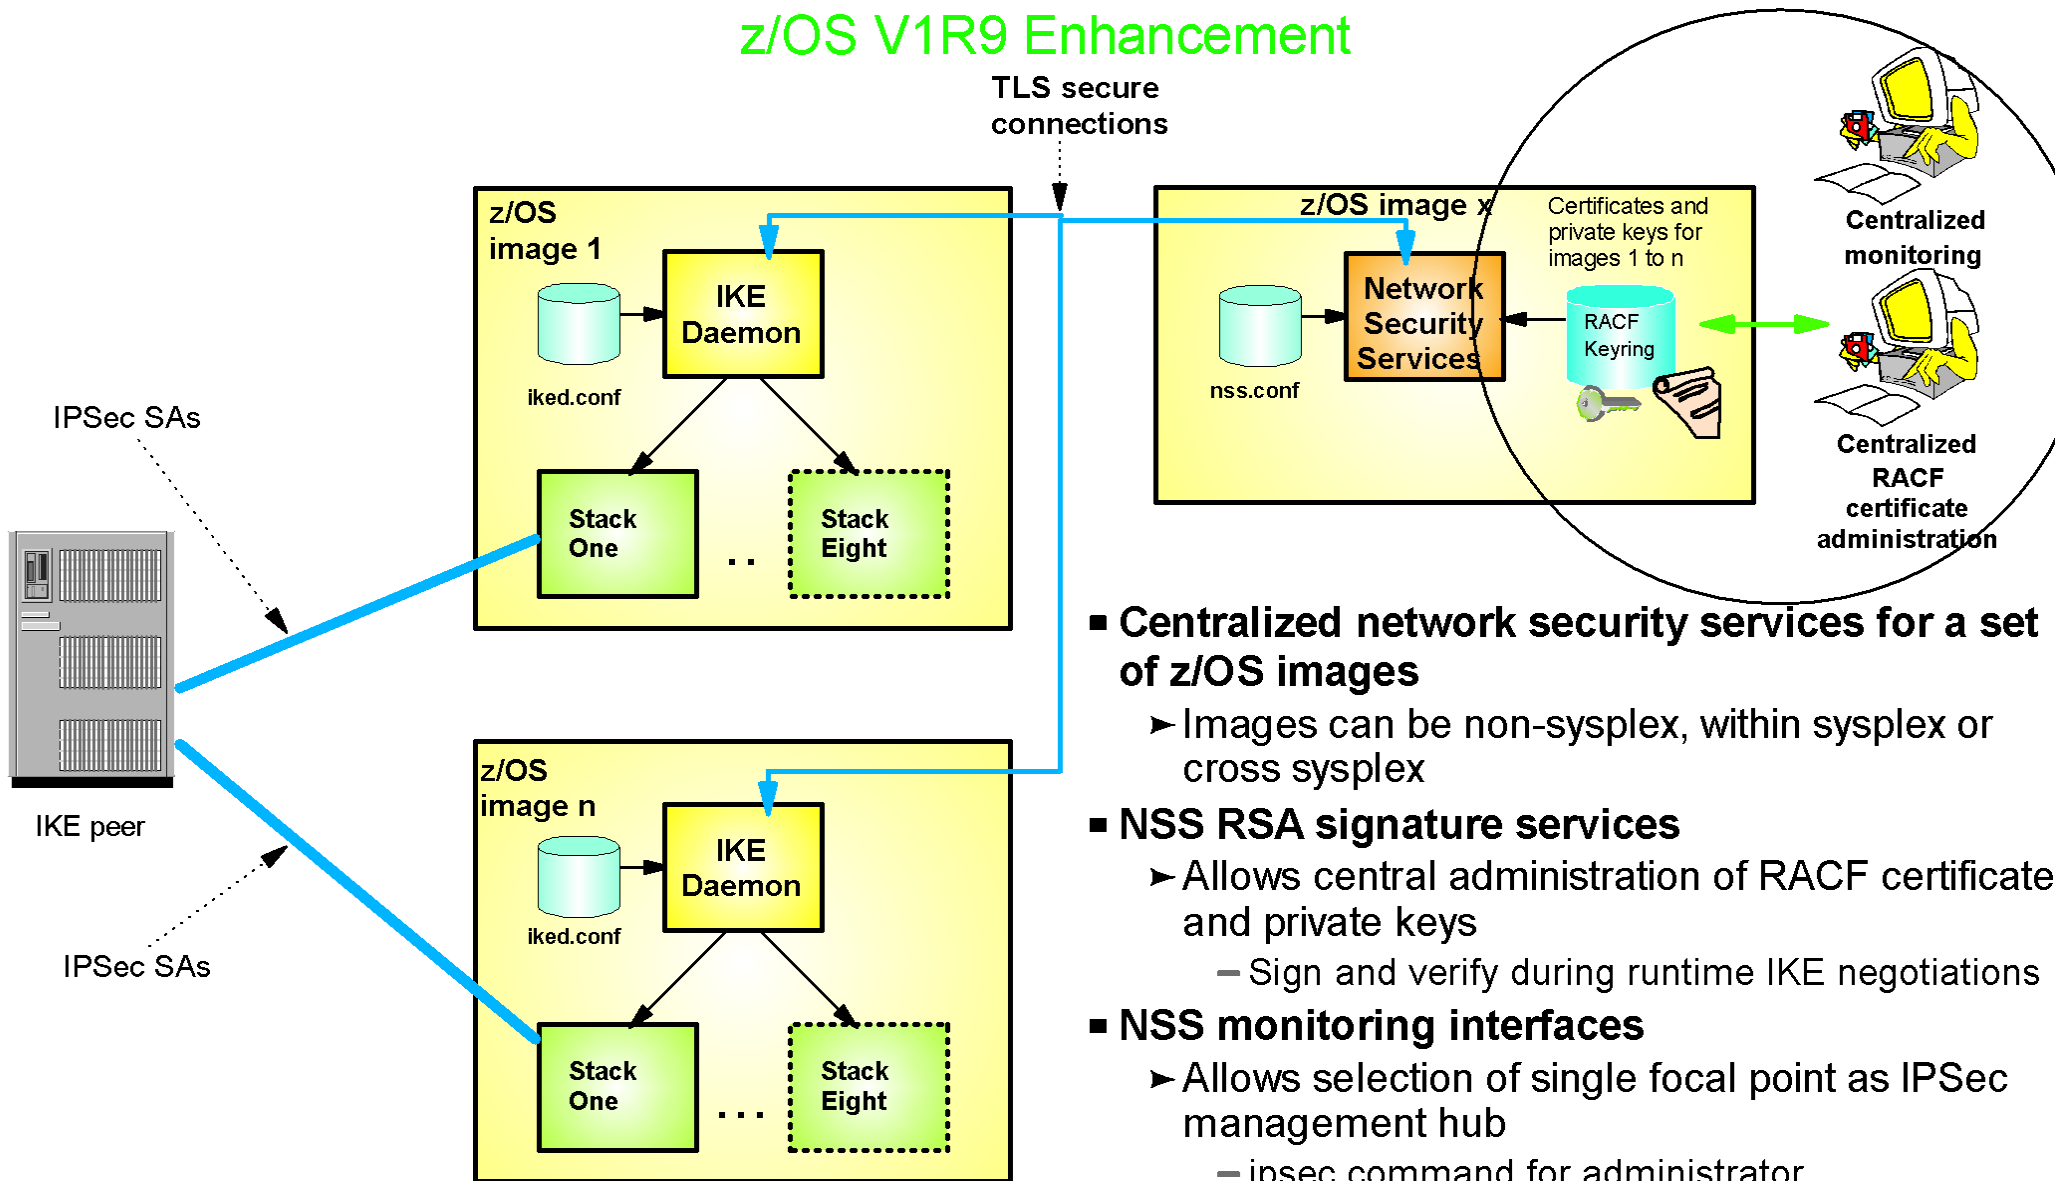 z/OS V1R9 Enhancement
TLS secure
connections
z/OS
image 1
IKE
Daemon
iked.conf
Stack
One
..
Stack
Eight
z/OS image x
Certificates and
private keys for
images 1 to n
Network
Security
Services
nss.conf
RACF
Keyring
Centralized
monitoring
Centralized
RACF
certificate
administration
IPSec SAs
IKE peer
IPSec SAs
z/OS
image n
IKE
Daemon
iked.conf
Stack
One
...
Stack
Eight
Centralized network security services for a set
of z/OS images
Images can be non-sysplex, within sysplex or
cross sysplex
NSS RSA signature services
Allows central administration of RACF certificate
and private keys
Sign and verify during runtime IKE negotiations
NSS monitoring interfaces
Allows selection of single focal point as IPSec
management hub
ipsec command for administrator